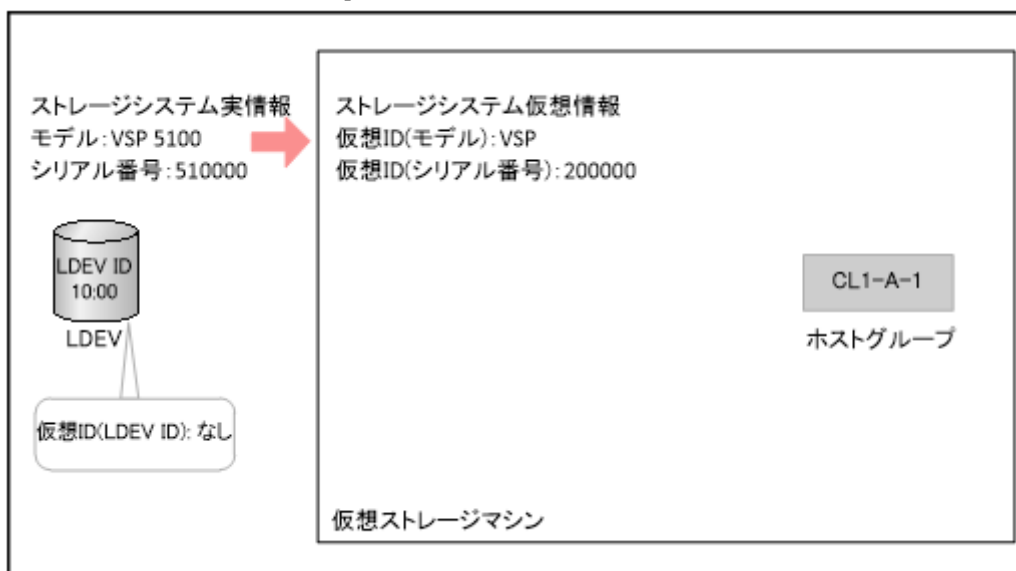 ストレージシステム実情報
モデル:VSP 5100
シリアル番号:510000
ストレージシステム仮想情報
仮想ID(モデル):VSP
仮想ID(シリアル番号):200000
LDEV ID
10:00
LDEV
仮想ID(LDEV ID): なし
CL1-A-1
ホストグループ
仮想ストレージマシン